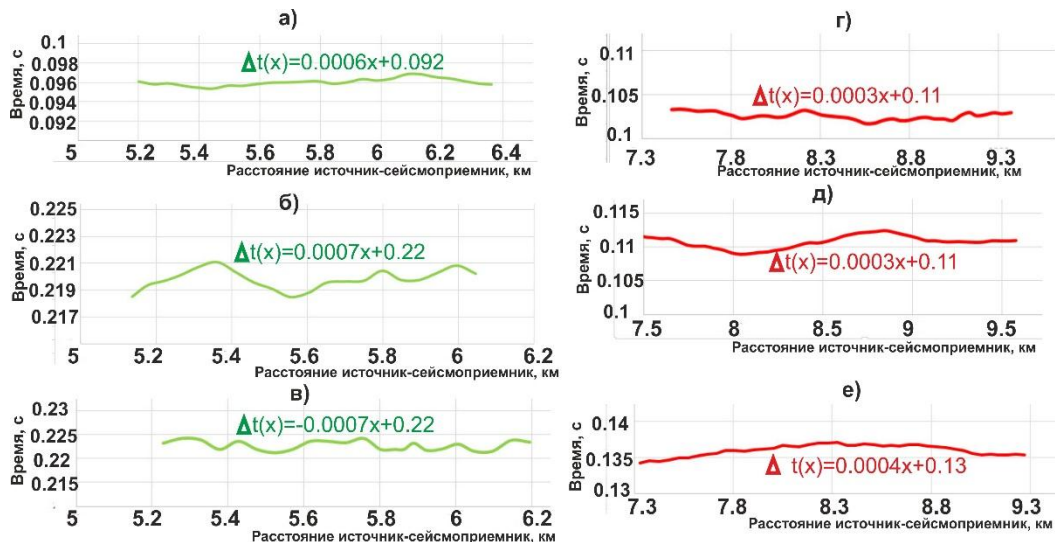 а)
Время, с
0.1
0.098
0.096
0.094
0.092
Δt(x)=0.0006x+0.092
5 5.2 5.4 5.6 5.8 6 6.2 6.4
Расстояние источник-сейсмоприемник, км
б)
Время, с
0.225
0.223
0.221
0.219
0.217
Δt(x)=0.0007x+0.22
5 5.2 5.4 5.6 5.8 6 6.2
Расстояние источник-сейсмоприемник, км
в)
Время, с
0.23
0.225
0.22
0.215
Δt(x)=-0.0007x+0.22
5 5.2 5.4 5.6 5.8 6 6.2
Расстояние источник-сейсмоприемник, км
г)
Время, с
0.11
0.105
0.1
Δt(x)=0.0003x+0.11
7.3 7.8 8.3 8.8 9.3
Расстояние источник-сейсмоприемник, км
д)
Время, с
0.115
0.11
0.105
0.1
Δt(x)=0.0003x+0.11
7.5 8 8.5 9 9.5
Расстояние источник-сейсмоприемник, км
е)
Время, с
0.14
0.135
0.13
Δ t(x)=0.0004x+0.13
7.3 7.8 8.3 8.8 9.3
Расстояние источник-сейсмоприемник, км